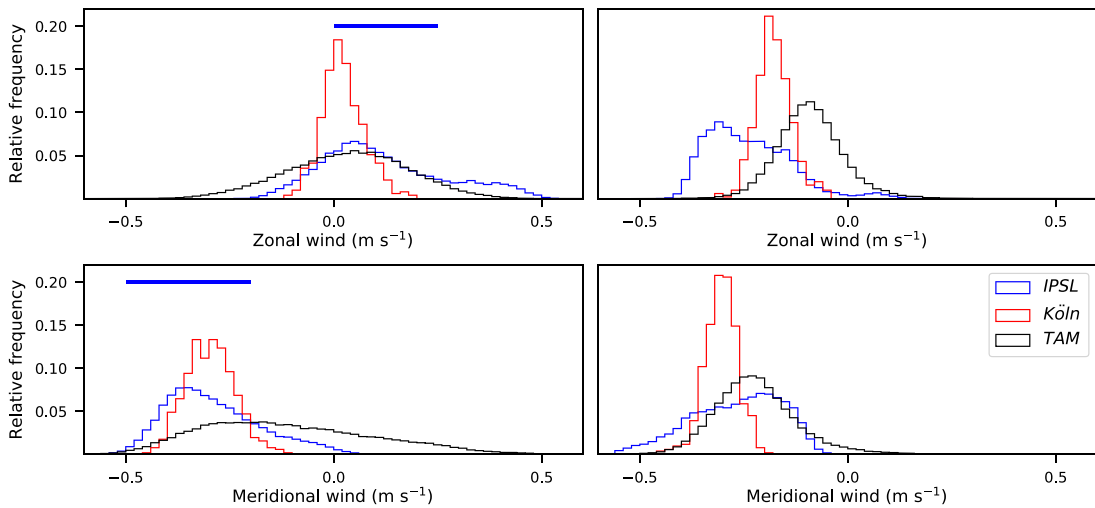 Relative frequency
0.20
0.15
0.10
0.05
−0.5 0.0 0.5
Zonal wind (m s⁻¹)
−0.5 0.0 0.5
Zonal wind (m s⁻¹)
Relative frequency
0.20
0.15
0.10
0.05
−0.5 0.0 0.5
Meridional wind (m s⁻¹)
IPSL
Köln
TAM
−0.5 0.0 0.5
Meridional wind (m s⁻¹)